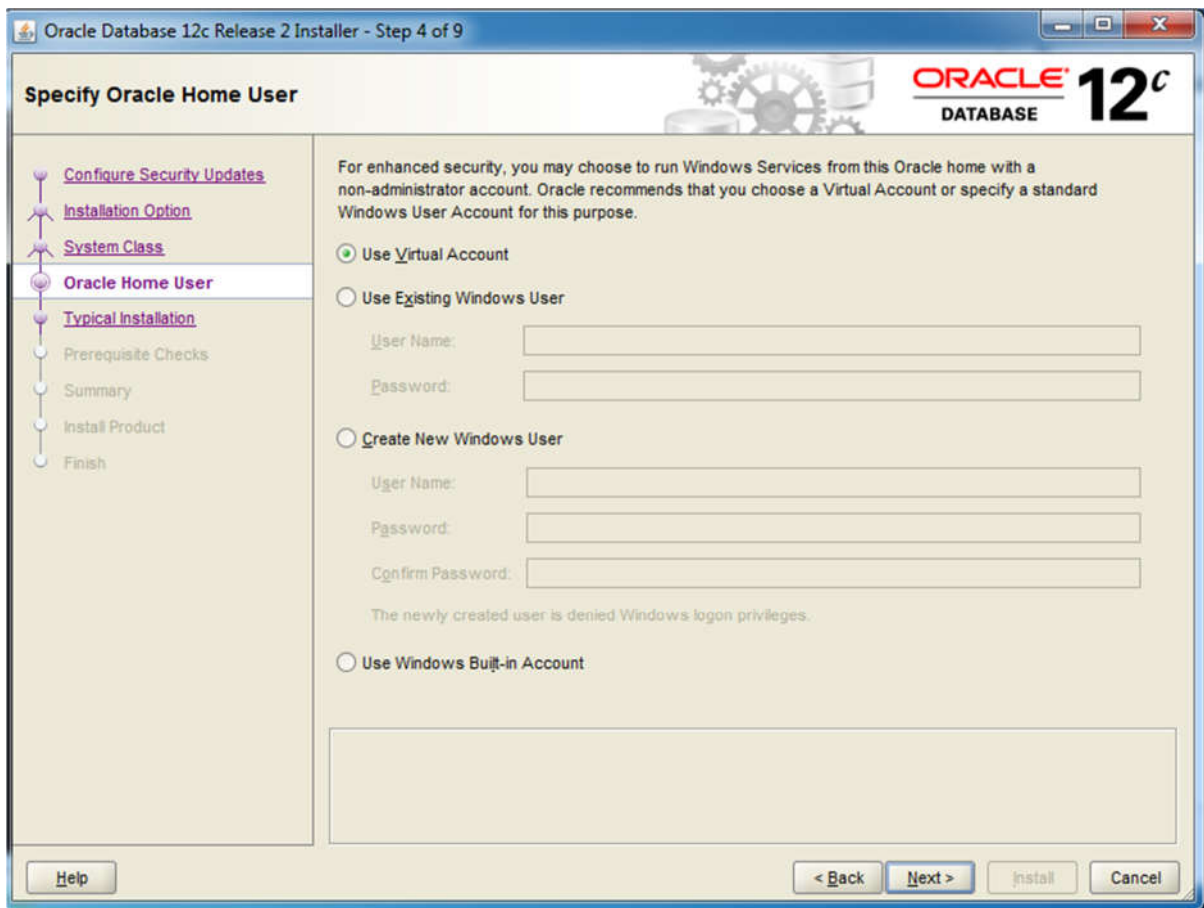 Oracle Database 12c Release 2 Installer - Step 4 of 9
Specify Oracle Home User
ORACLE
DATABASE
12c
Configure Security Updates
Installation Option
System Class
Oracle Home User
Typical Installation
Prerequisite Checks
Summary
Install Product
Finish
For enhanced security, you may choose to run Windows Services from this Oracle home with a
non-administrator account. Oracle recommends that you choose a Virtual Account or specify a standard
Windows User Account for this purpose.
Use Virtual Account
Use Existing Windows User
User Name:
Password:
Create New Windows User
User Name:
Password:
Confirm Password:
The newly created user is denied Windows logon privileges.
Use Windows Built-in Account
Help
< Back
Next >
Install
Cancel